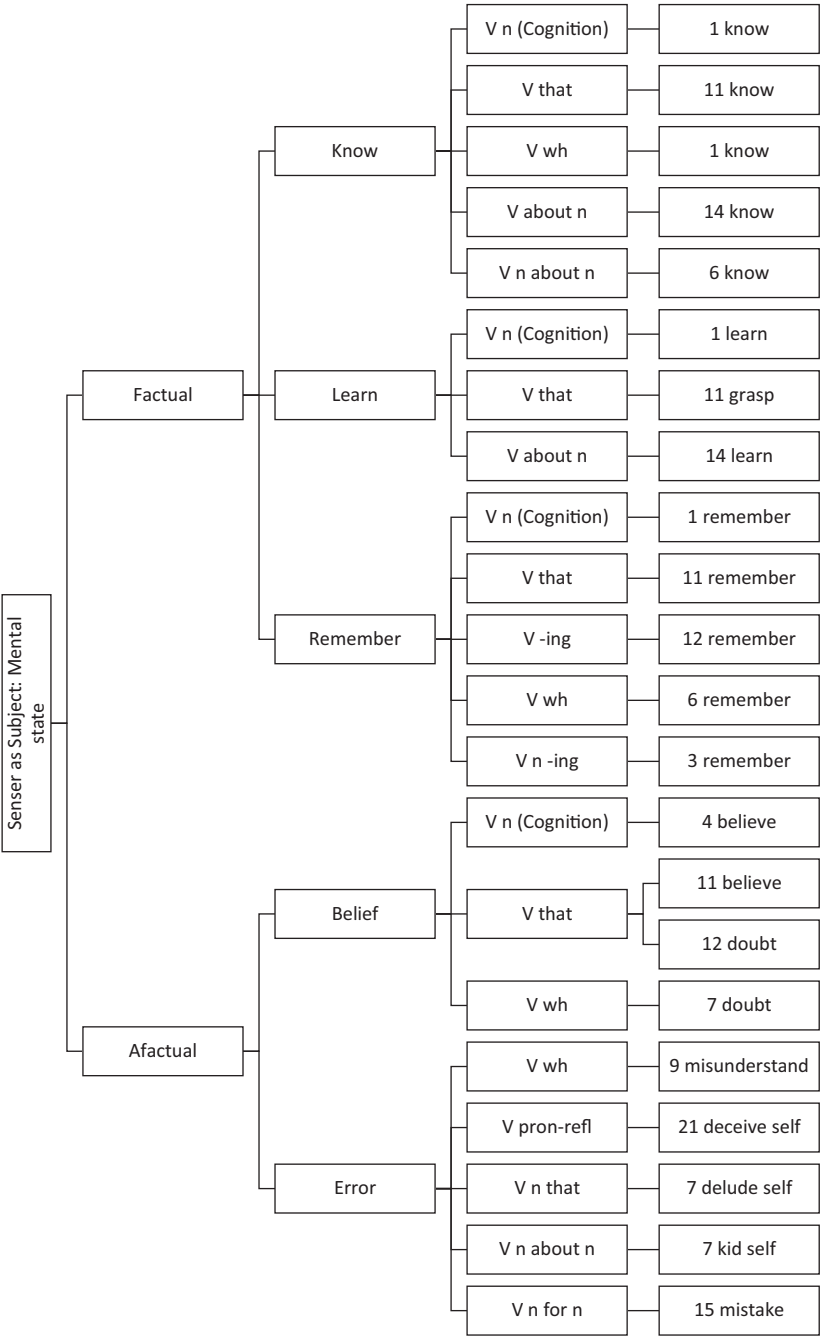 Senser as Subject: Mental
state
Factual
Know
V n (Cognition)
1 know
V that
11 know
V wh
1 know
V about n
14 know
V n about n
6 know
Learn
V n (Cognition)
1 learn
V that
11 grasp
V about n
14 learn
Remember
V n (Cognition)
1 remember
V that
11 remember
V -ing
12 remember
V wh
6 remember
V n -ing
3 remember
Afactual
Belief
V n (Cognition)
4 believe
V that
11 believe
12 doubt
V wh
7 doubt
Error
V wh
9 misunderstand
V pron-refl
21 deceive self
V n that
7 delude self
V n about n
7 kid self
V n for n
15 mistake